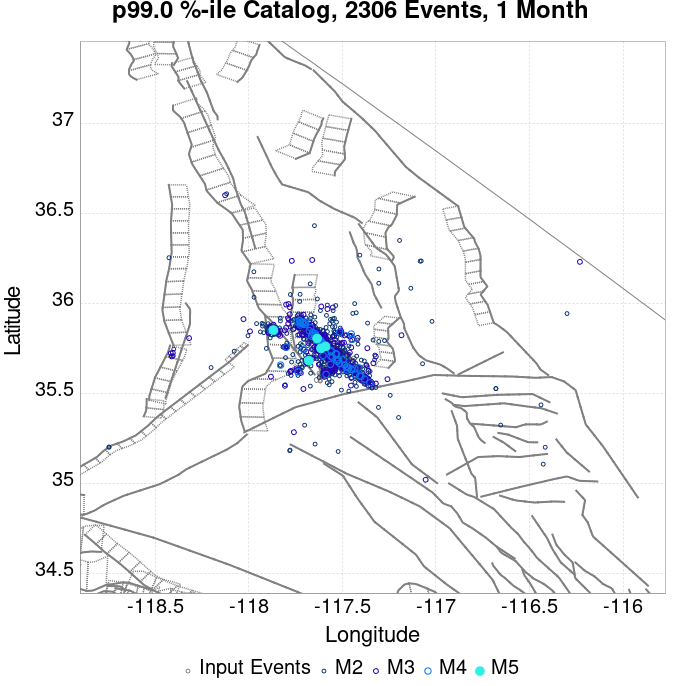 p99.0 %-ile Catalog, 2306 Events, 1 Month
37
36.5
36
35.5
35
34.5
Latitude
-118.5 -118 -117.5 -117 -116.5 -116
Longitude
Input Events M2 M3 M4 M5